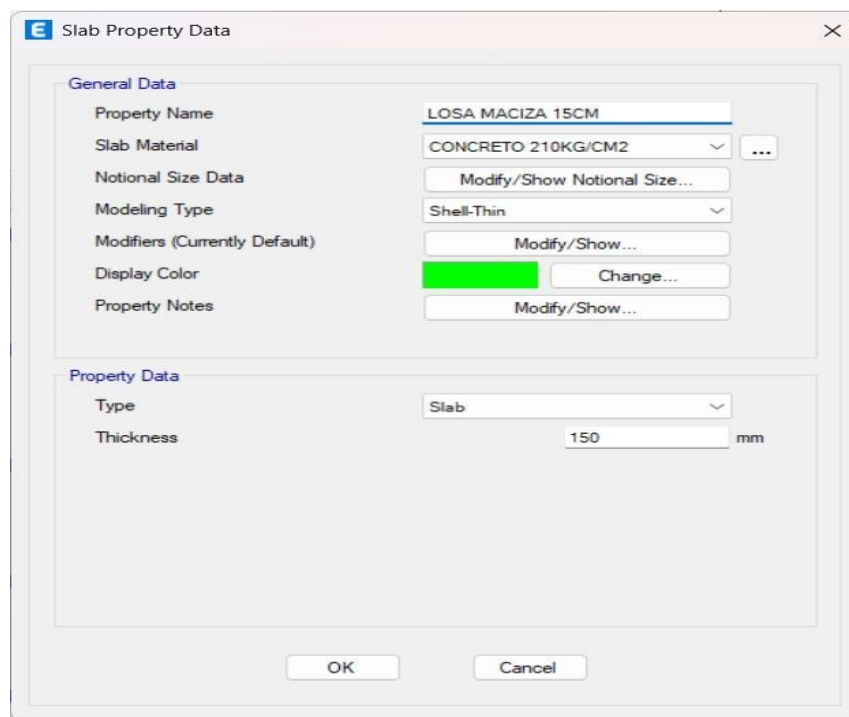 E Slab Property Data
General Data
Property Name LOSA MACIZA 15CM
Slab Material CONCRETO 210KG/CM2 ...
Notional Size Data Modify/Show Notional Size...
Modeling Type Shell-Thin
Modifiers (Currently Default) Modify/Show...
Display Color Change...
Property Notes Modify/Show...
Property Data
Type Slab
Thickness 150 mm
OK Cancel